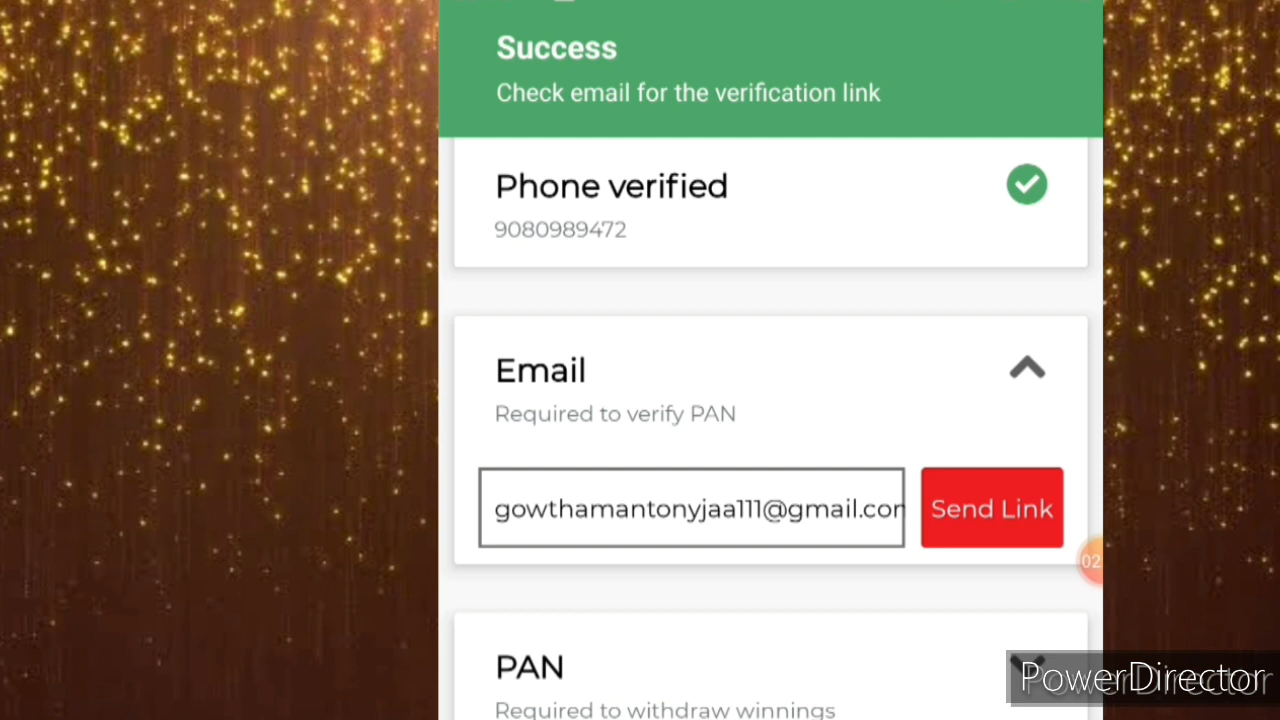 Success
Check email for the verification link
Phone verified
9080989472
Email
Required to verify PAN
gowthamantonyjaa111@gmail.com
Send Link
02
PAN
PowerDirector
Required to withdraw winnings